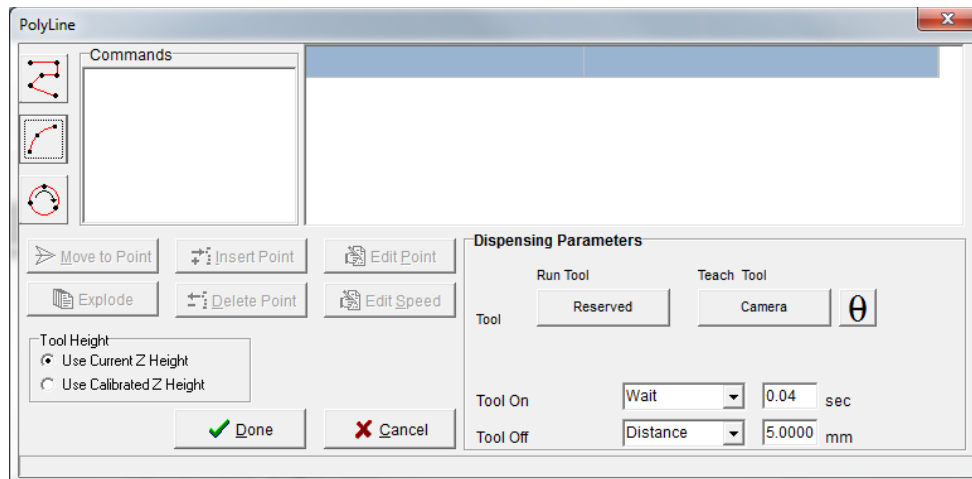 PolyLine
Commands
Move to Point
Insert Point
Edit Point
Explode
Delete Point
Edit Speed
Tool Height
Use Current Z Height
Use Calibrated Z Height
Done
Cancel
Dispensing Parameters
Run Tool
Teach Tool
Tool
Reserved
Camera
θ
Tool On
Wait
0.04
sec
Tool Off
Distance
5.0000
mm